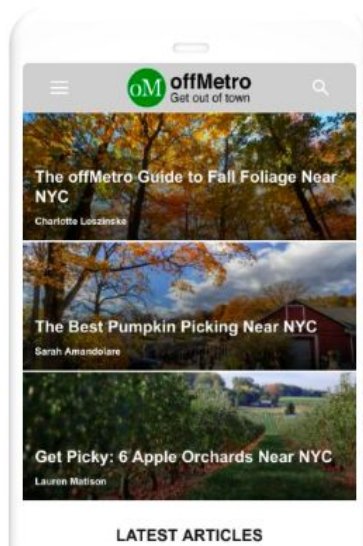 oM offMetro
Get out of town
The offMetro Guide to Fall Foliage Near
NYC
Charlotte Leszinske
The Best Pumpkin Picking Near NYC
Sarah Amandolare
Get Picky: 6 Apple Orchards Near NYC
Lauren Matison
LATEST ARTICLES